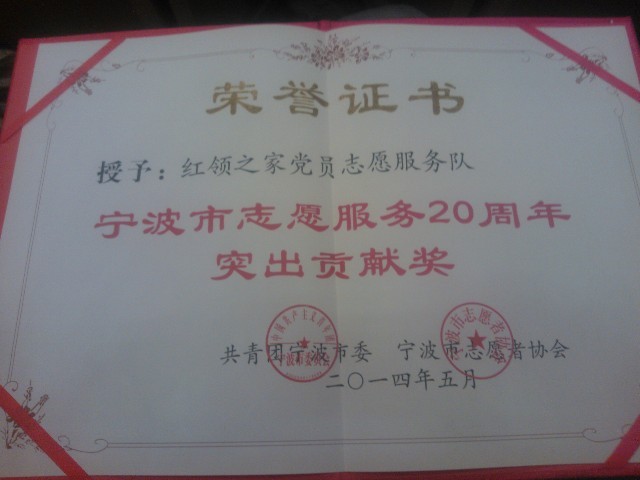 荣誉证书
授予：红领之家党员志愿服务队
宁波市志愿服务20周年
突出贡献奖
共青团宁波市委 宁波市志愿者协会
二〇一四年五月